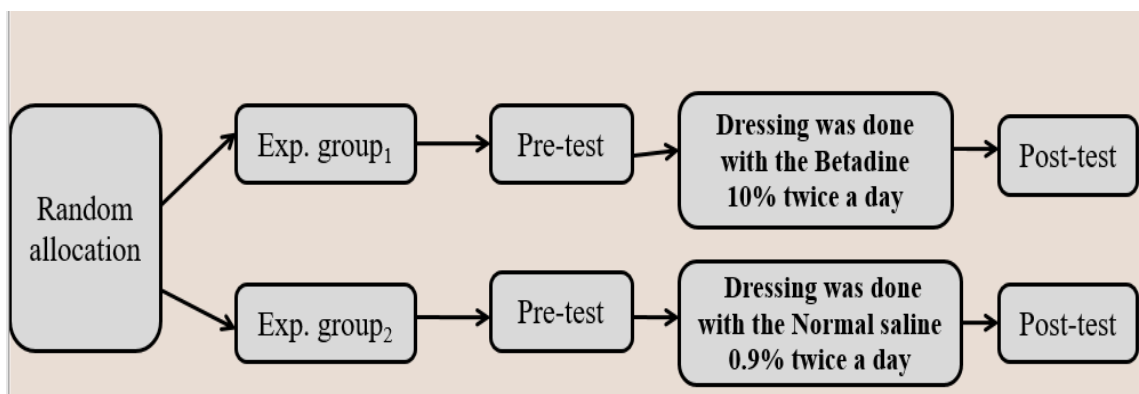 Random
allocation
Exp. group₁
Pre-test
Dressing was done
with the Betadine
10% twice a day
Post-test
Exp. group₂
Pre-test
Dressing was done
with the Normal saline
0.9% twice a day
Post-test